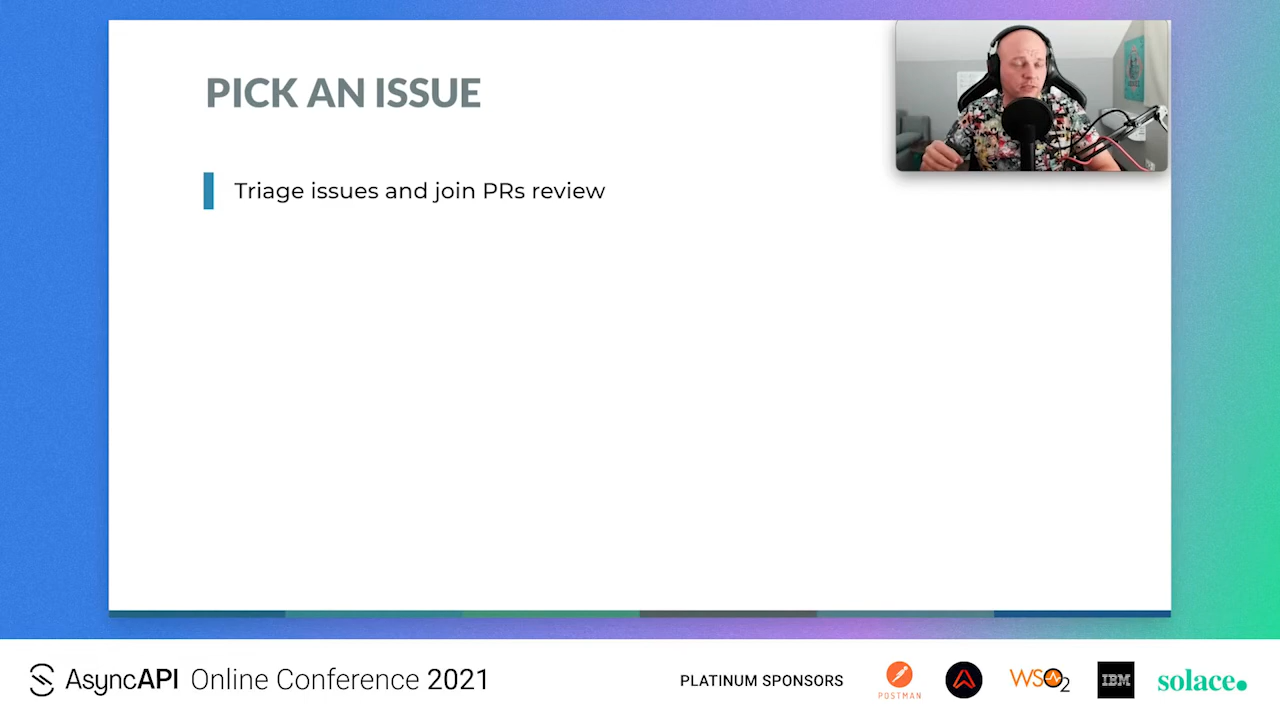 PICK AN ISSUE
Triage issues and join PRs review
AsyncAPI Online Conference 2021
PLATINUM SPONSORS
POSTMAN
WSO2
IBM
solace.